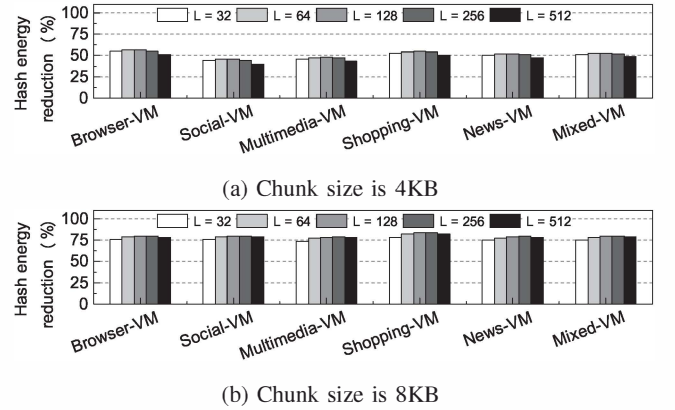 Hash energy
reduction (%)
100
75
50
25
0
L = 32 L = 64 L = 128 L = 256 L = 512
Browser-VM Social-VM Multimedia-VM Shopping-VM News-VM Mixed-VM
(a) Chunk size is 4KB
Hash energy
reduction (%)
100
75
50
25
0
L = 32 L = 64 L = 128 L = 256 L = 512
Browser-VM Social-VM Multimedia-VM Shopping-VM News-VM Mixed-VM
(b) Chunk size is 8KB